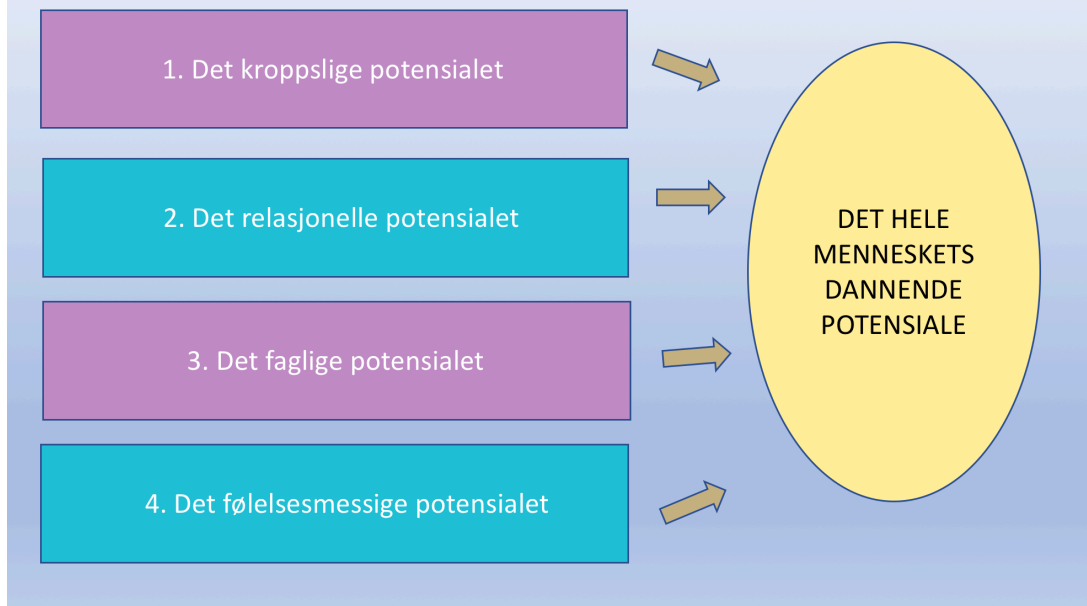 1. Det kroppslige potensialet
2. Det relasjonelle potensialet
3. Det faglige potensialet
4. Det følelsesmessige potensialet
DET HELE
MENNESKETS
DANNENDE
POTENSIALE